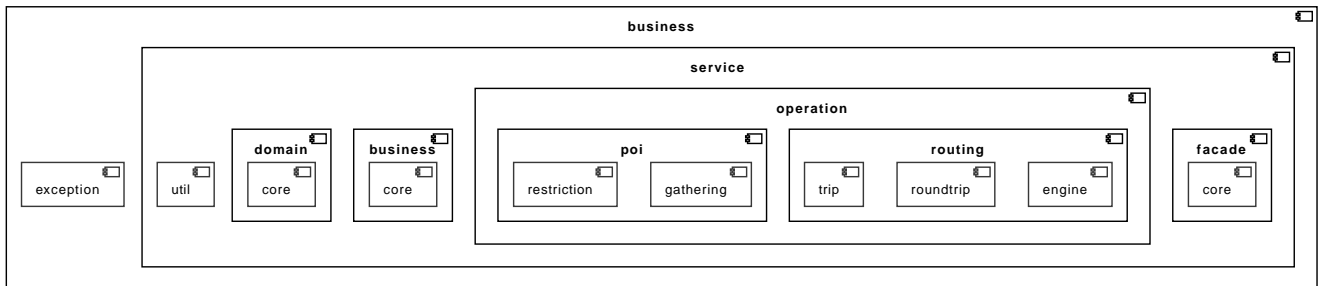 business
service
operation
domain
business
poi
routing
facade
exception
util
core
core
restriction
gathering
trip
roundtrip
engine
core